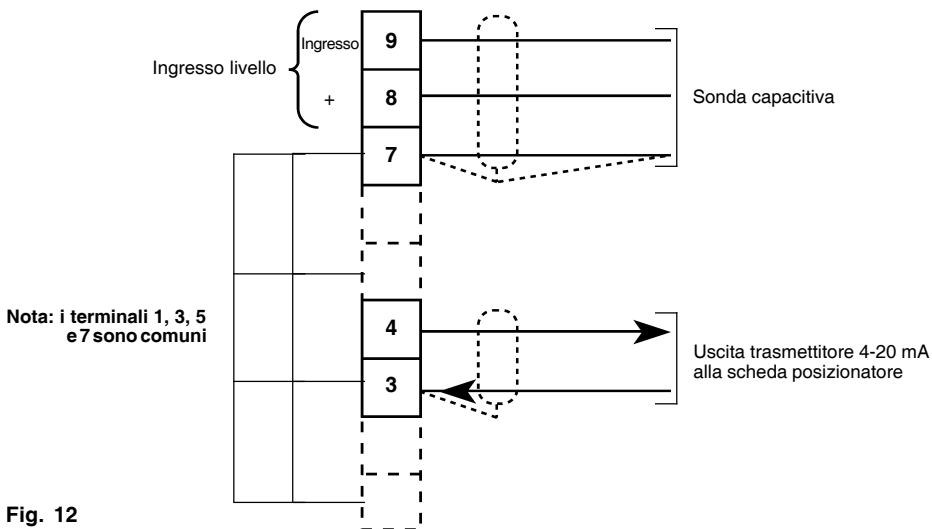 Ingresso livello
Ingresso
+
9
8
7
Sonda capacitiva
Nota: i terminali 1, 3, 5
e 7 sono comuni
4
3
Uscita trasmettitore 4-20 mA
alla scheda posizionatore
Fig. 12